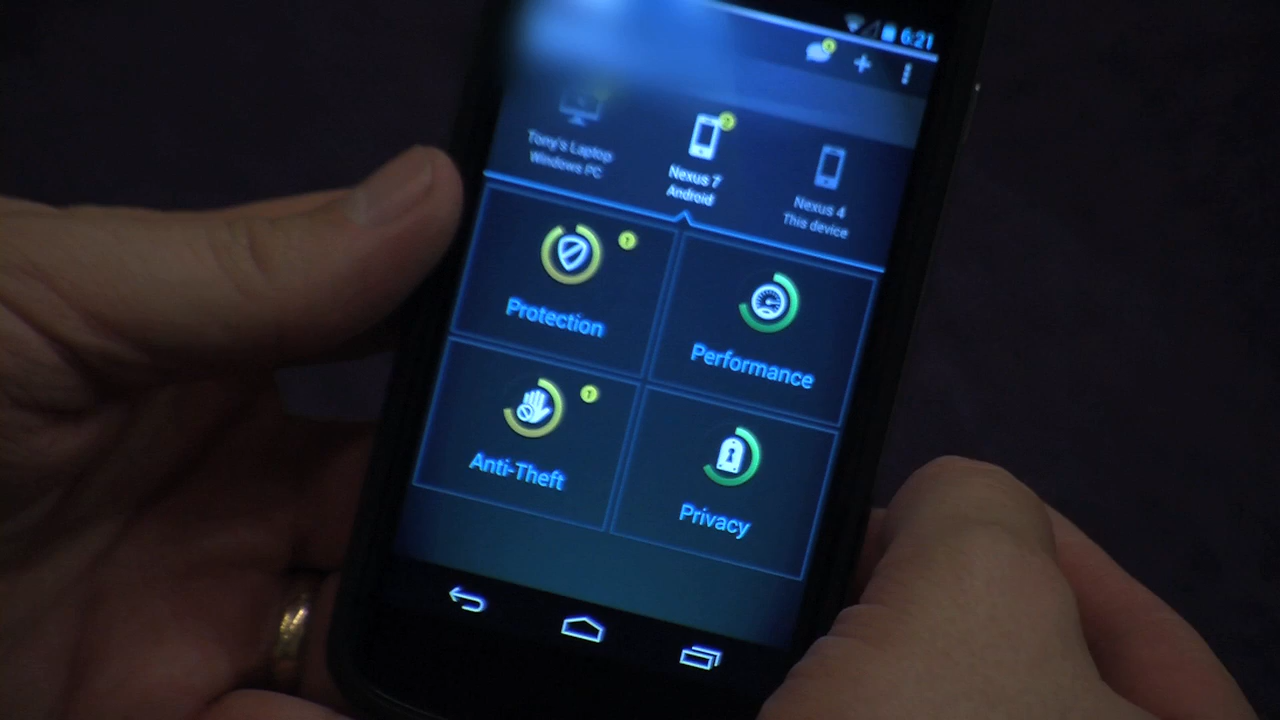 6:21
Tony's Laptop
Windows PC
Nexus 7
Android
Nexus 4
This device
Protection
Performance
Anti-Theft
Privacy